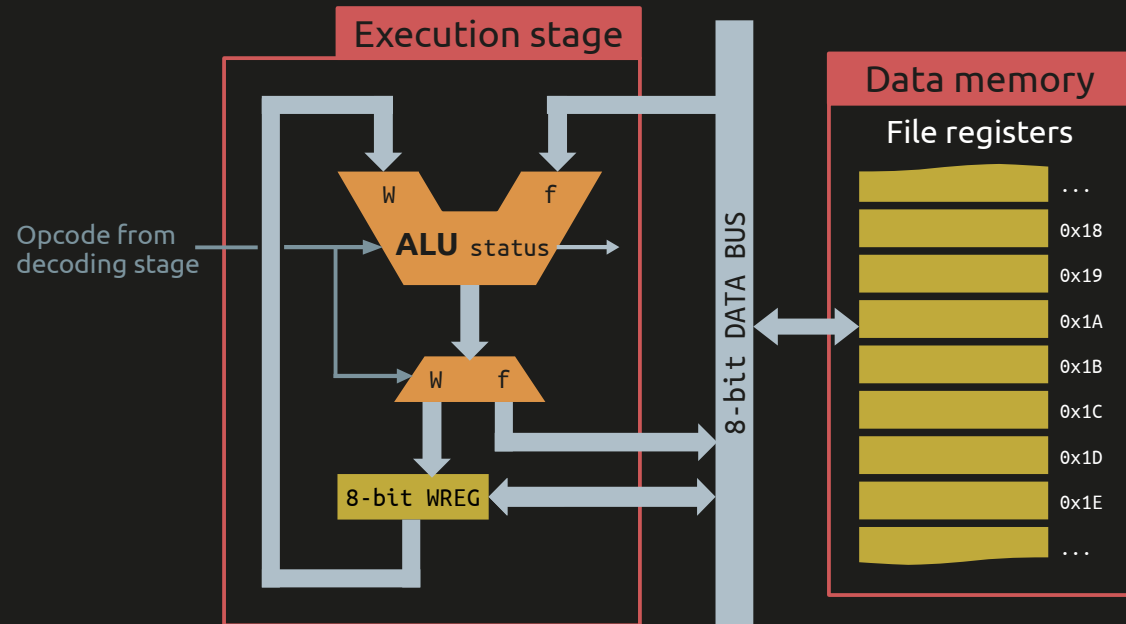 Execution stage
Data memory
File registers
W
f
...
0x18
Opcode from
decoding stage
ALU status
0x19
8-bit DATA BUS
0x1A
0x1B
W
f
0x1C
0x1D
8-bit WREG
0x1E
...